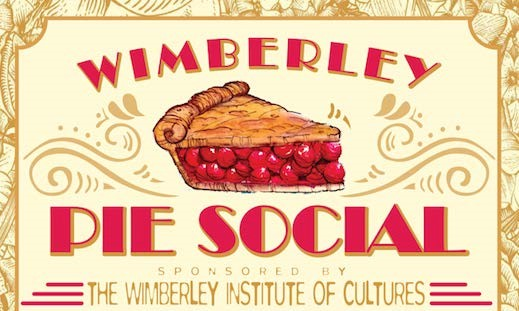 WIMBERLEY
PIE SOCIAL
SPONSORED BY
THE WIMBERLEY INSTITUTE OF CULTURES